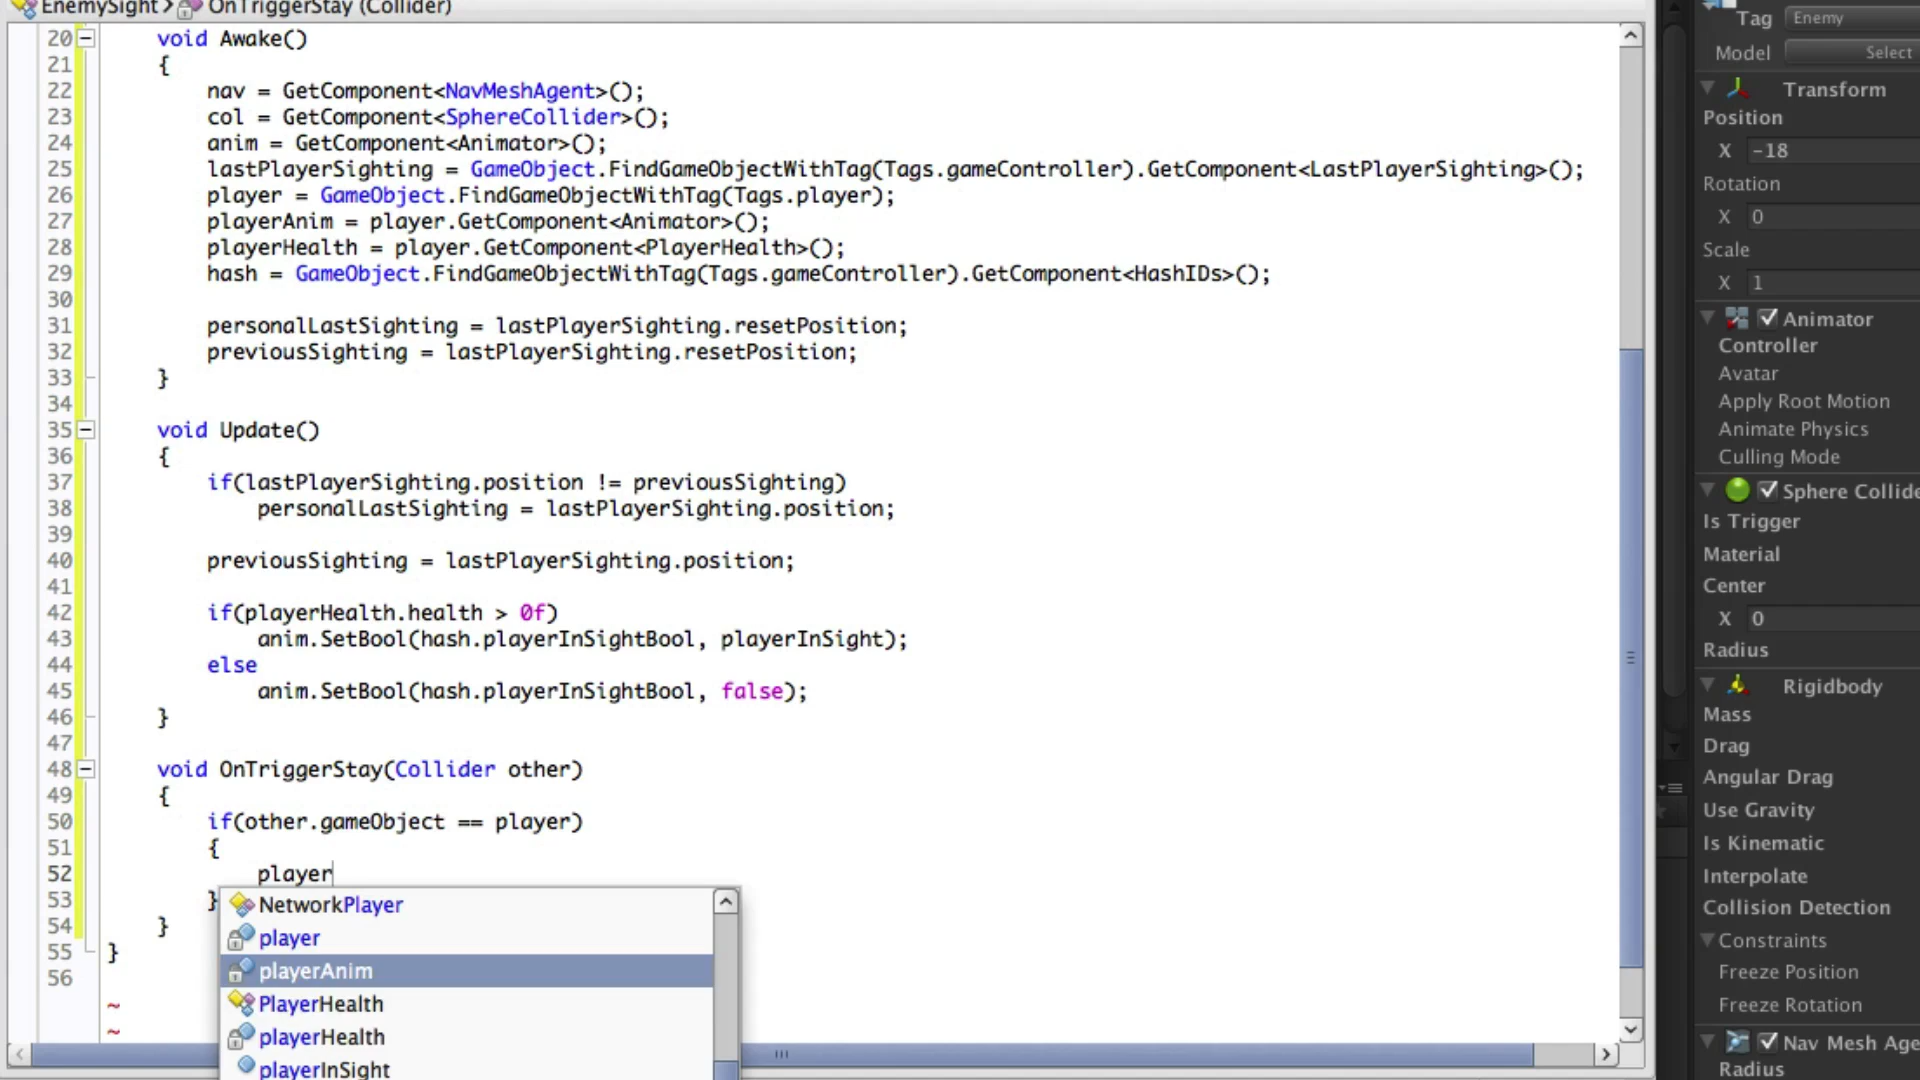 EnemySight > OnTriggerStay (Collider)
20 void Awake()
21 {
22 nav = GetComponent<NavMeshAgent>();
23 col = GetComponent<SphereCollider>();
24 anim = GetComponent<Animator>();
25 lastPlayerSighting = GameObject.FindGameObjectWithTag(Tags.gameController).GetComponent<LastPlayerSighting>();
26 player = GameObject.FindGameObjectWithTag(Tags.player);
27 playerAnim = player.GetComponent<Animator>();
28 playerHealth = player.GetComponent<PlayerHealth>();
29 hash = GameObject.FindGameObjectWithTag(Tags.gameController).GetComponent<HashIDs>();
30
31 personalLastSighting = lastPlayerSighting.resetPosition;
32 previousSighting = lastPlayerSighting.resetPosition;
33 }
34
35 void Update()
36 {
37 if(lastPlayerSighting.position != previousSighting)
38 personalLastSighting = lastPlayerSighting.position;
39
40 previousSighting = lastPlayerSighting.position;
41
42 if(playerHealth.health > 0f)
43 anim.SetBool(hash.playerInSightBool, playerInSight);
44 else
45 anim.SetBool(hash.playerInSightBool, false);
46 }
47
48 void OnTriggerStay(Collider other)
49 {
50 if(other.gameObject == player)
51 {
52 player
53 }
54 }
55 }
56
~
~
NetworkPlayer
player
playerAnim
PlayerHealth
playerHealth
playerInSight
Tag Enemy
Model Select
Transform
Position
X -18
Rotation
X 0
Scale
X 1
Animator
Controller
Avatar
Apply Root Motion
Animate Physics
Culling Mode
Sphere Collide
Is Trigger
Material
Center
X 0
Radius
Rigidbody
Mass
Drag
Angular Drag
Use Gravity
Is Kinematic
Interpolate
Collision Detection
Constraints
Freeze Position
Freeze Rotation
Nav Mesh Age
Radius